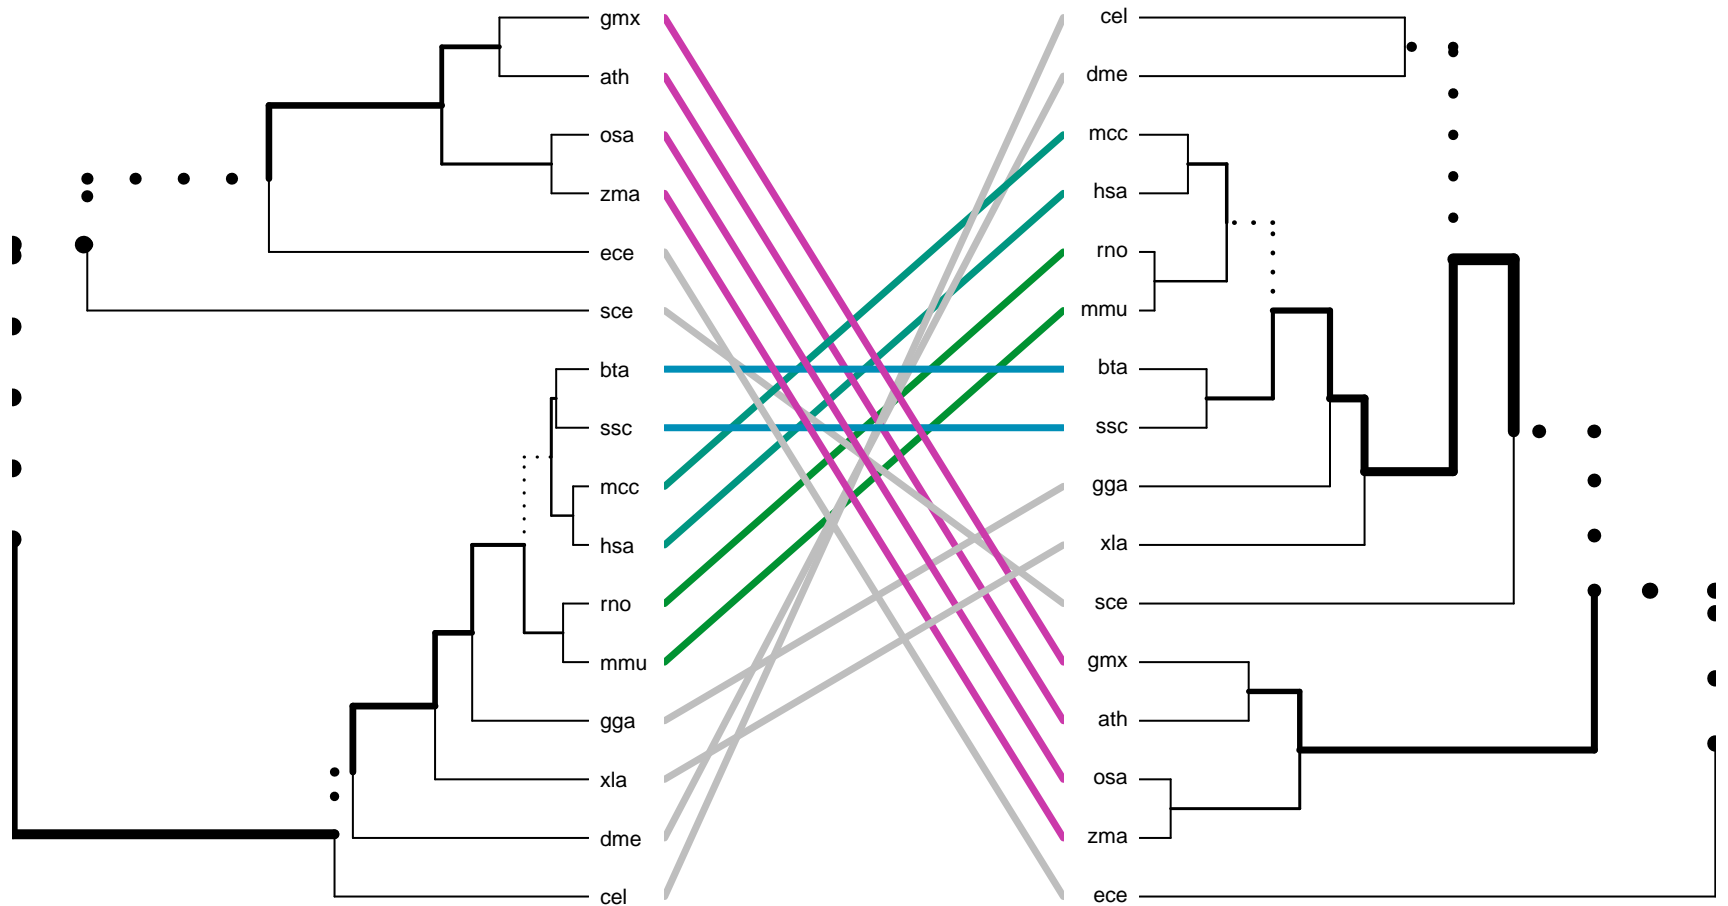 gmx
ath
osa
zma
ece
sce
bta
ssc
mcc
hsa
rno
mmu
gga
xla
dme
cel
cel
dme
mcc
hsa
rno
mmu
bta
ssc
gga
xla
sce
gmx
ath
osa
zma
ece